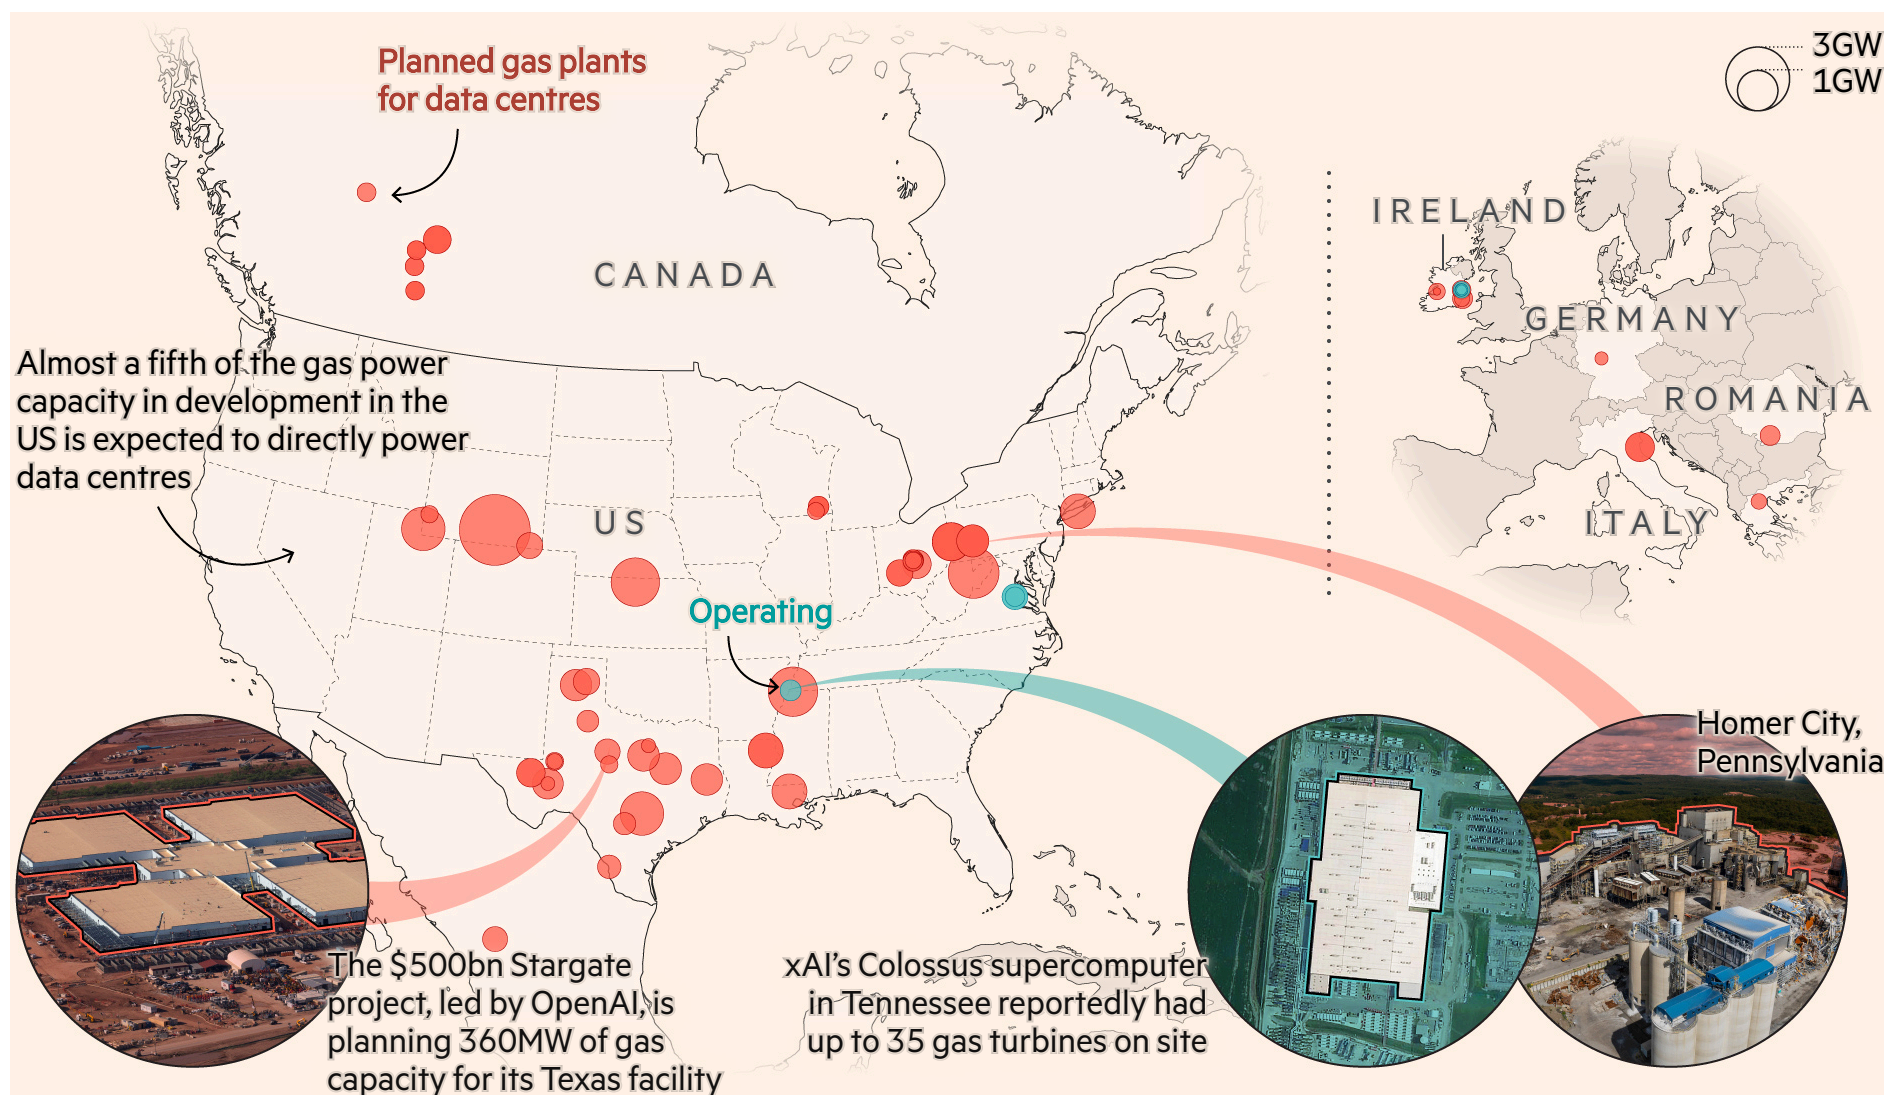 Planned gas plants
for data centres
3GW
1GW
IRELAND
CANADA
GERMANY
Almost a fifth of the gas power
capacity in development in the
US is expected to directly power
data centres
ROMANIA
US
ITALY
Operating
Homer City,
Pennsylvania
The $500bn Stargate
project, led by OpenAI, is
planning 360MW of gas
capacity for its Texas facility
xAI’s Colossus supercomputer
in Tennessee reportedly had
up to 35 gas turbines on site